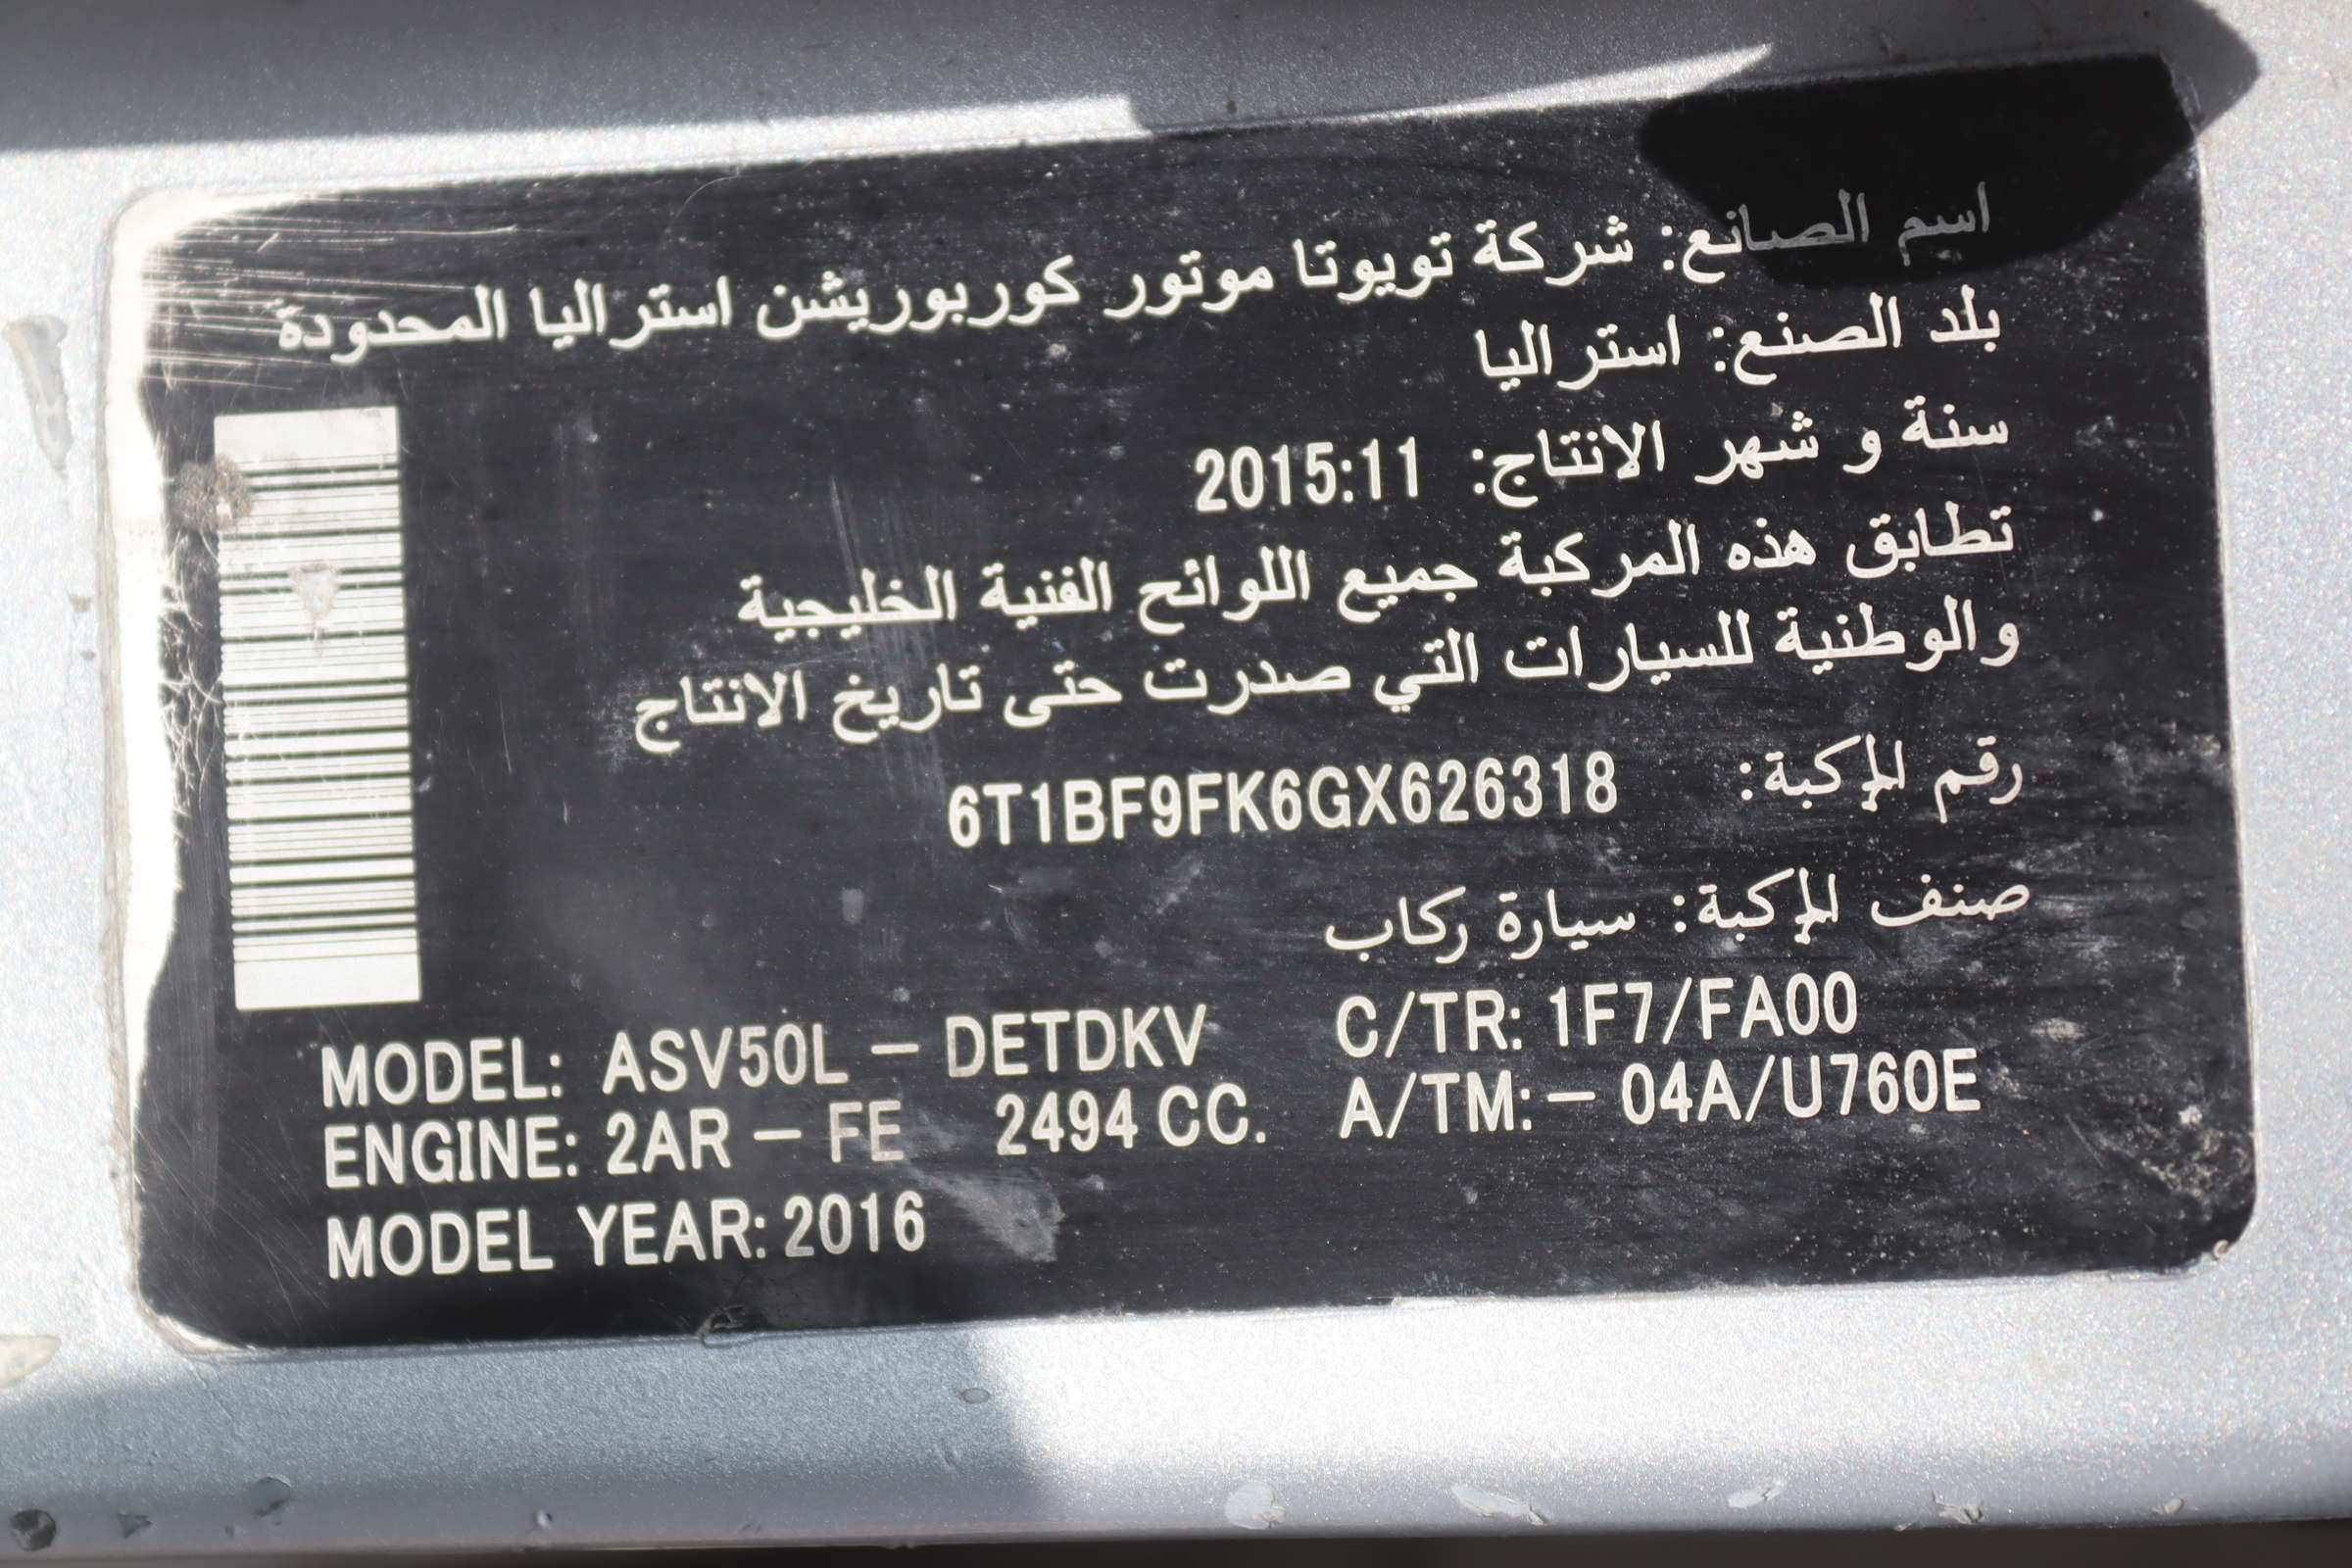 اسم الصانع: شركة تويوتا موتور كوربوريشن استراليا المحدودة
بلد الصنع: استراليا
سنة و شهر الانتاج: 2015:11
تطابق هذه المركبة جميع اللوائح الفنية الخليجية
والوطنية للسيارات التي صدرت حتى تاريخ الانتاج
رقم المركبة: 6T1BF9FK6GX626318
صنف المركبة: سيارة ركاب
MODEL: ASV50L – DETDKV C/TR: 1F7/FA00
ENGINE: 2AR – FE 2494 CC. A/TM: – 04A/U760E
MODEL YEAR: 2016